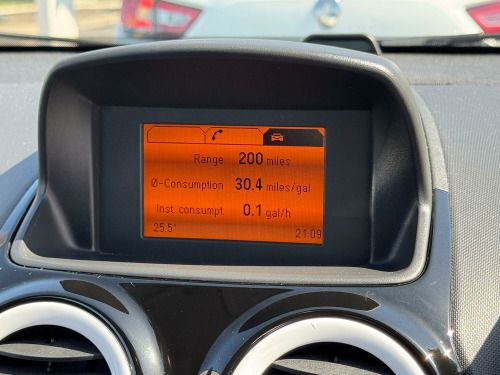 Range 200 miles
Ø-Consumption 30.4 miles/gal
Inst. consumpt. 0.1 gal/h
25.5° 21:09